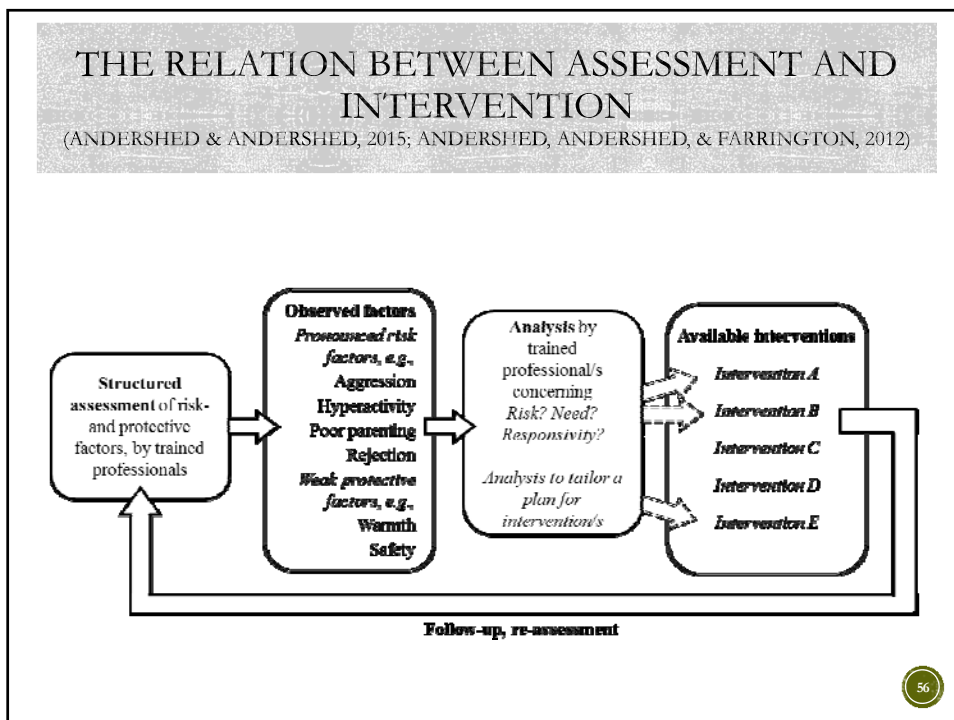 THE RELATION BETWEEN ASSESSMENT AND
INTERVENTION
(ANDERSHED & ANDERSHED, 2015; ANDERSHED, ANDERSHED, & FARRINGTON, 2012)
Structured
assessment of risk-
and protective
factors, by trained
professionals
Observed factors
Pronounced risk
factors, e.g.,
Aggression
Hyperactivity
Poor parenting
Rejection
Weak protective
factors, e.g.,
Warmth
Safety
Analysis by
trained
professional/s
concerning
Risk? Need?
Responsivity?
Analysis to tailor a
plan for
intervention/s
Available interventions
Intervention A
Intervention B
Intervention C
Intervention D
Intervention E
Follow-up, re-assessment
56